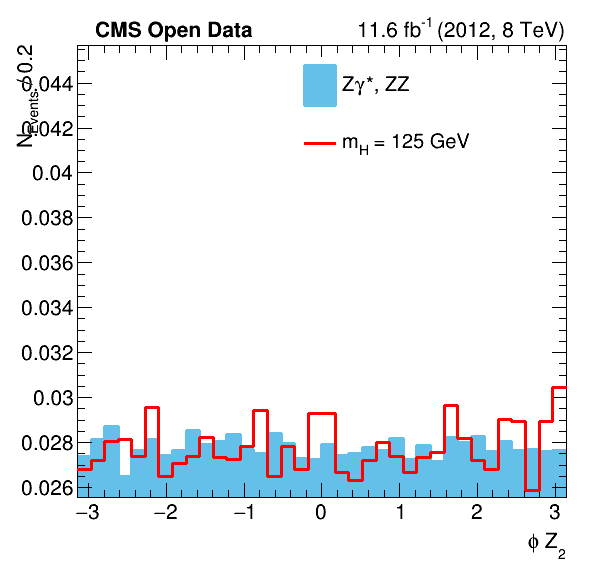 CMS Open Data 11.6 fb⁻¹ (2012, 8 TeV)
N_Events / 0.2
Zγ*, ZZ
m_H = 125 GeV
0.044
0.042
0.04
0.038
0.036
0.034
0.032
0.03
0.028
0.026
−3 −2 −1 0 1 2 3
ϕ Z₂